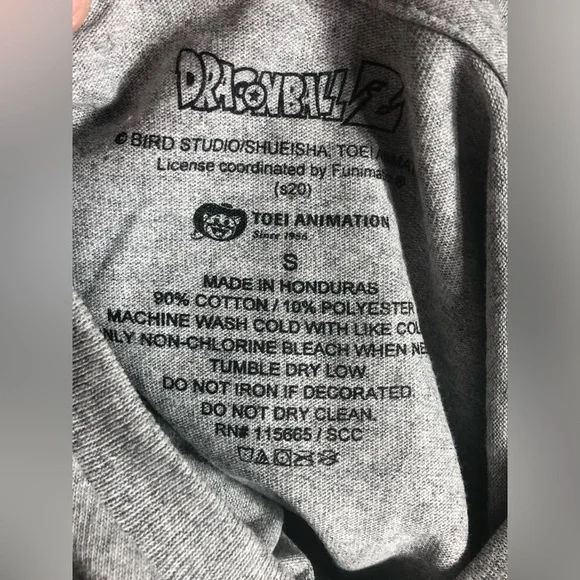 DRAGONBALL Z
© BIRD STUDIO/SHUEISHA, TOEI
License coordinated by Funimation®
(s20)
TOEI ANIMATION
Since 1956
S
MADE IN HONDURAS
90% COTTON / 10% POLYESTER
MACHINE WASH COLD WITH LIKE
NON-CHLORINE BLEACH WHEN
TUMBLE DRY LOW.
DO NOT IRON IF DECORATED.
DO NOT DRY CLEAN.
RN# 115665 / SCC